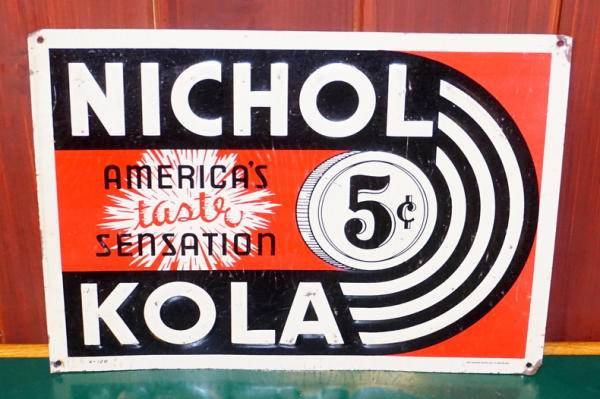 NICHOL
AMERICA'S
taste
SENSATION
5¢
KOLA